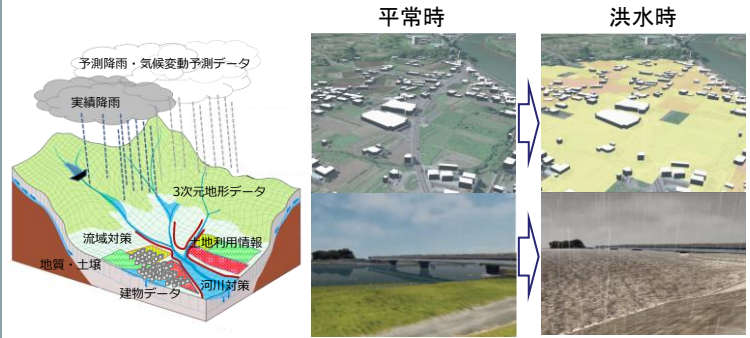 平常時
洪水時
予測降雨・気候変動予測データ
実績降雨
3次元地形データ
流域対策
土地利用情報
地質・土壌
河川対策
建物データ